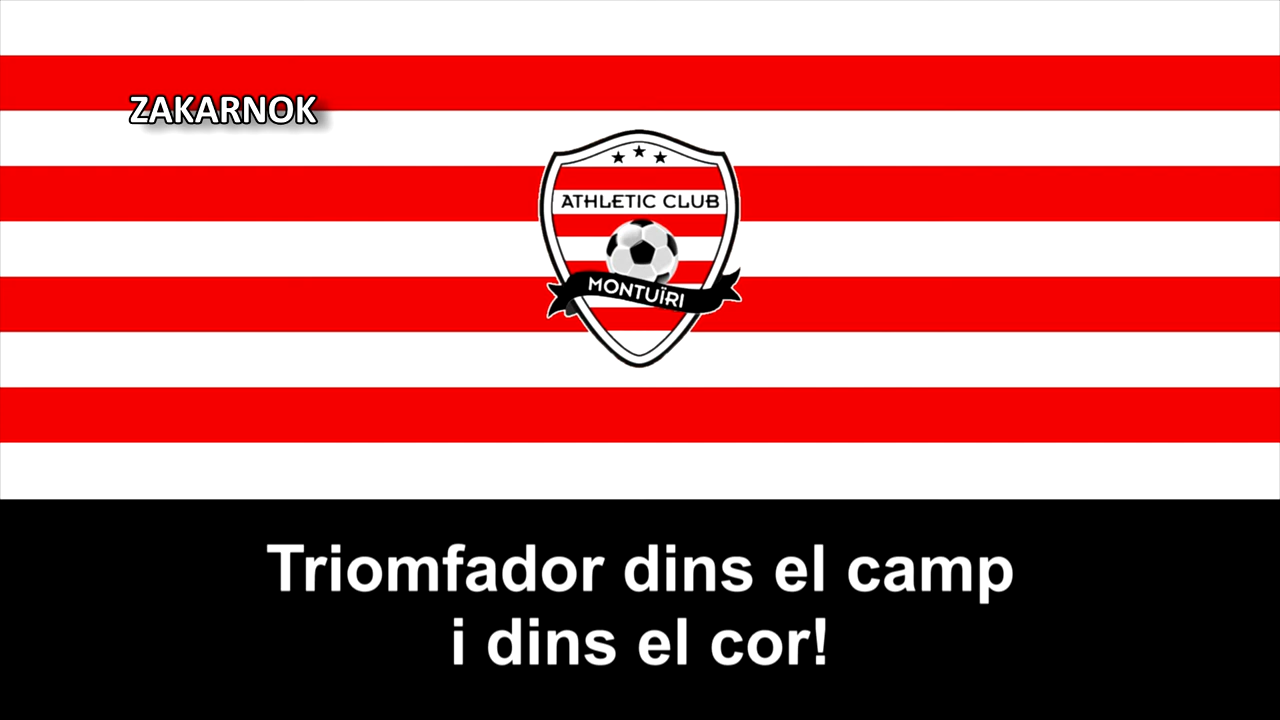 ZAKARNOK
ATHLETIC CLUB
MONTUÏRI
Triomfador dins el camp
i dins el cor!